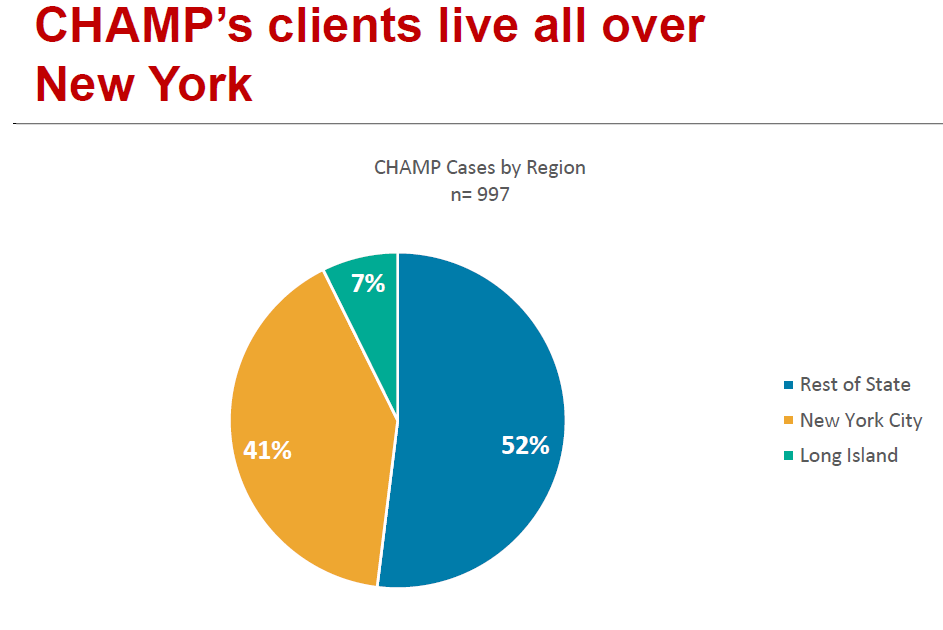 CHAMP’s clients live all over
New York
CHAMP Cases by Region
n= 997
7%
41%
52%
Rest of State
New York City
Long Island